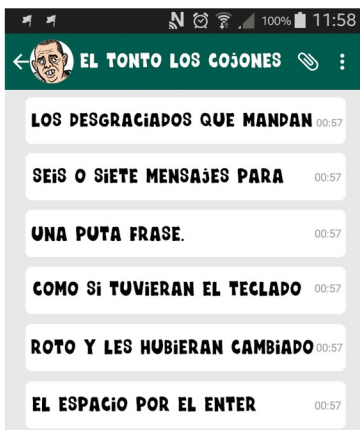 100% 11:58
EL TONTO LOS COJONES
LOS DESGRACIADOS QUE MANDAN 00:57
SEIS O SIETE MENSAJES PARA 00:57
UNA PUTA FRASE. 00:57
COMO SI TUVIERAN EL TECLADO 00:57
ROTO Y LES HUBIERAN CAMBIADO 00:57
EL ESPACIO POR EL ENTER 00:57